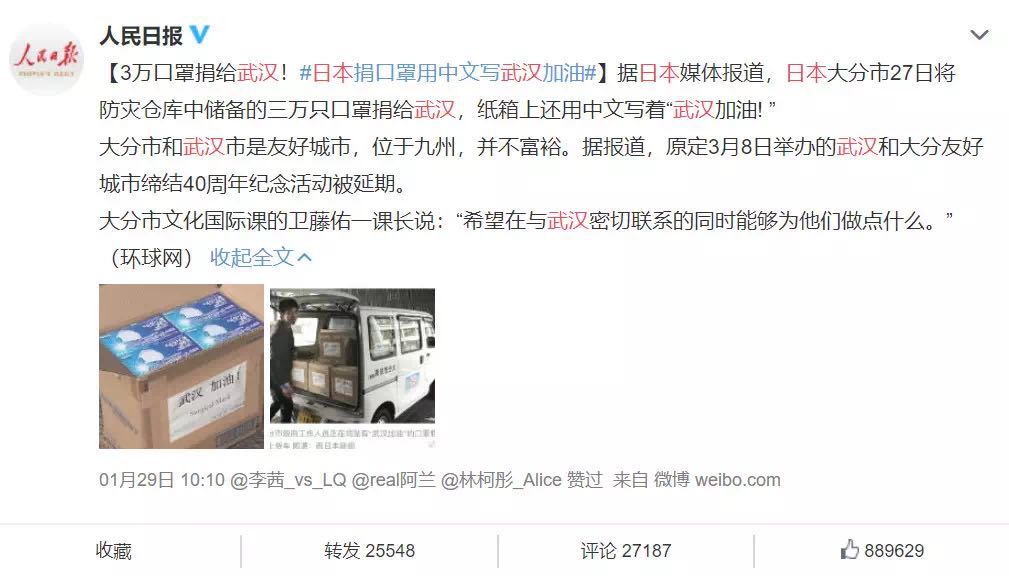 人民日报
人民日报
【3万口罩捐给武汉！#日本捐口罩用中文写武汉加油#】据日本媒体报道，日本大分市27日将
防灾仓库中储备的三万只口罩捐给武汉，纸箱上还用中文写着“武汉加油! ”
大分市和武汉市是友好城市，位于九州，并不富裕。据报道，原定3月8日举办的武汉和大分友好
城市缔结40周年纪念活动被延期。
大分市文化国际课的卫藤佑一课长说：“希望在与武汉密切联系的同时能够为他们做点什么。”
（环球网） 收起全文
武汉 加油！
Surgical Mask
01月29日 10:10 @李茜_vs_LQ @real阿兰 @林柯彤_Alice 赞过 来自 微博 weibo.com
收藏
转发 25548
评论 27187
889629